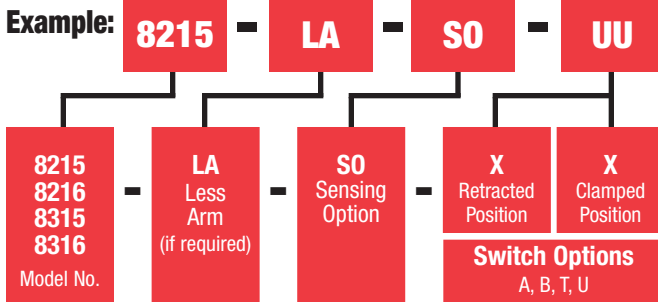 Example: 8215 - LA - SO - UU
8215
8216
8315
8316
Model No.
-
LA
Less
Arm
(if required)
-
SO
Sensing
Option
-
X
Retracted
Position
X
Clamped
Position
Switch Options
A, B, T, U